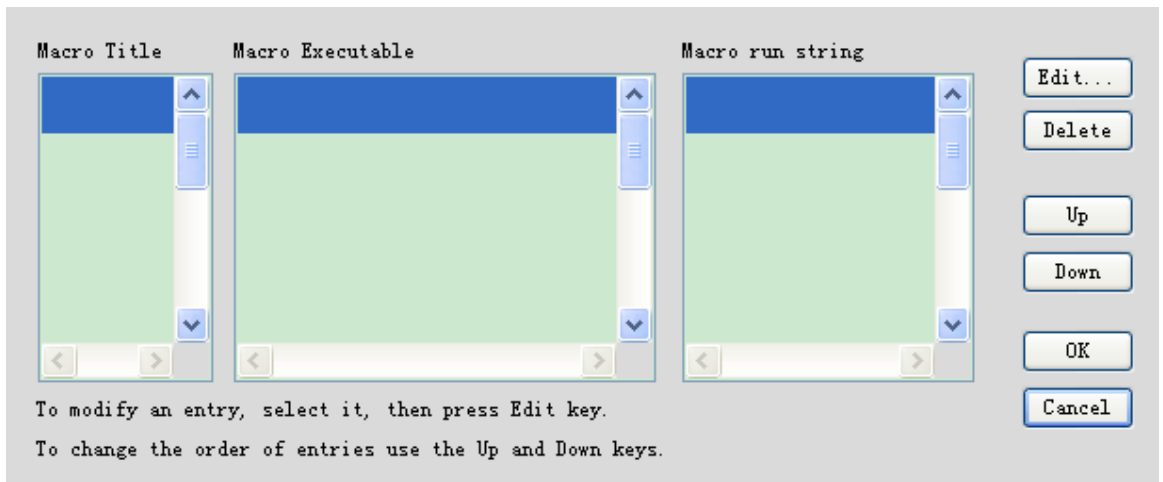 Macro Title
Macro Executable
Macro run string
Edit...
Delete
Up
Down
OK
Cancel
To modify an entry, select it, then press Edit key.
To change the order of entries use the Up and Down keys.